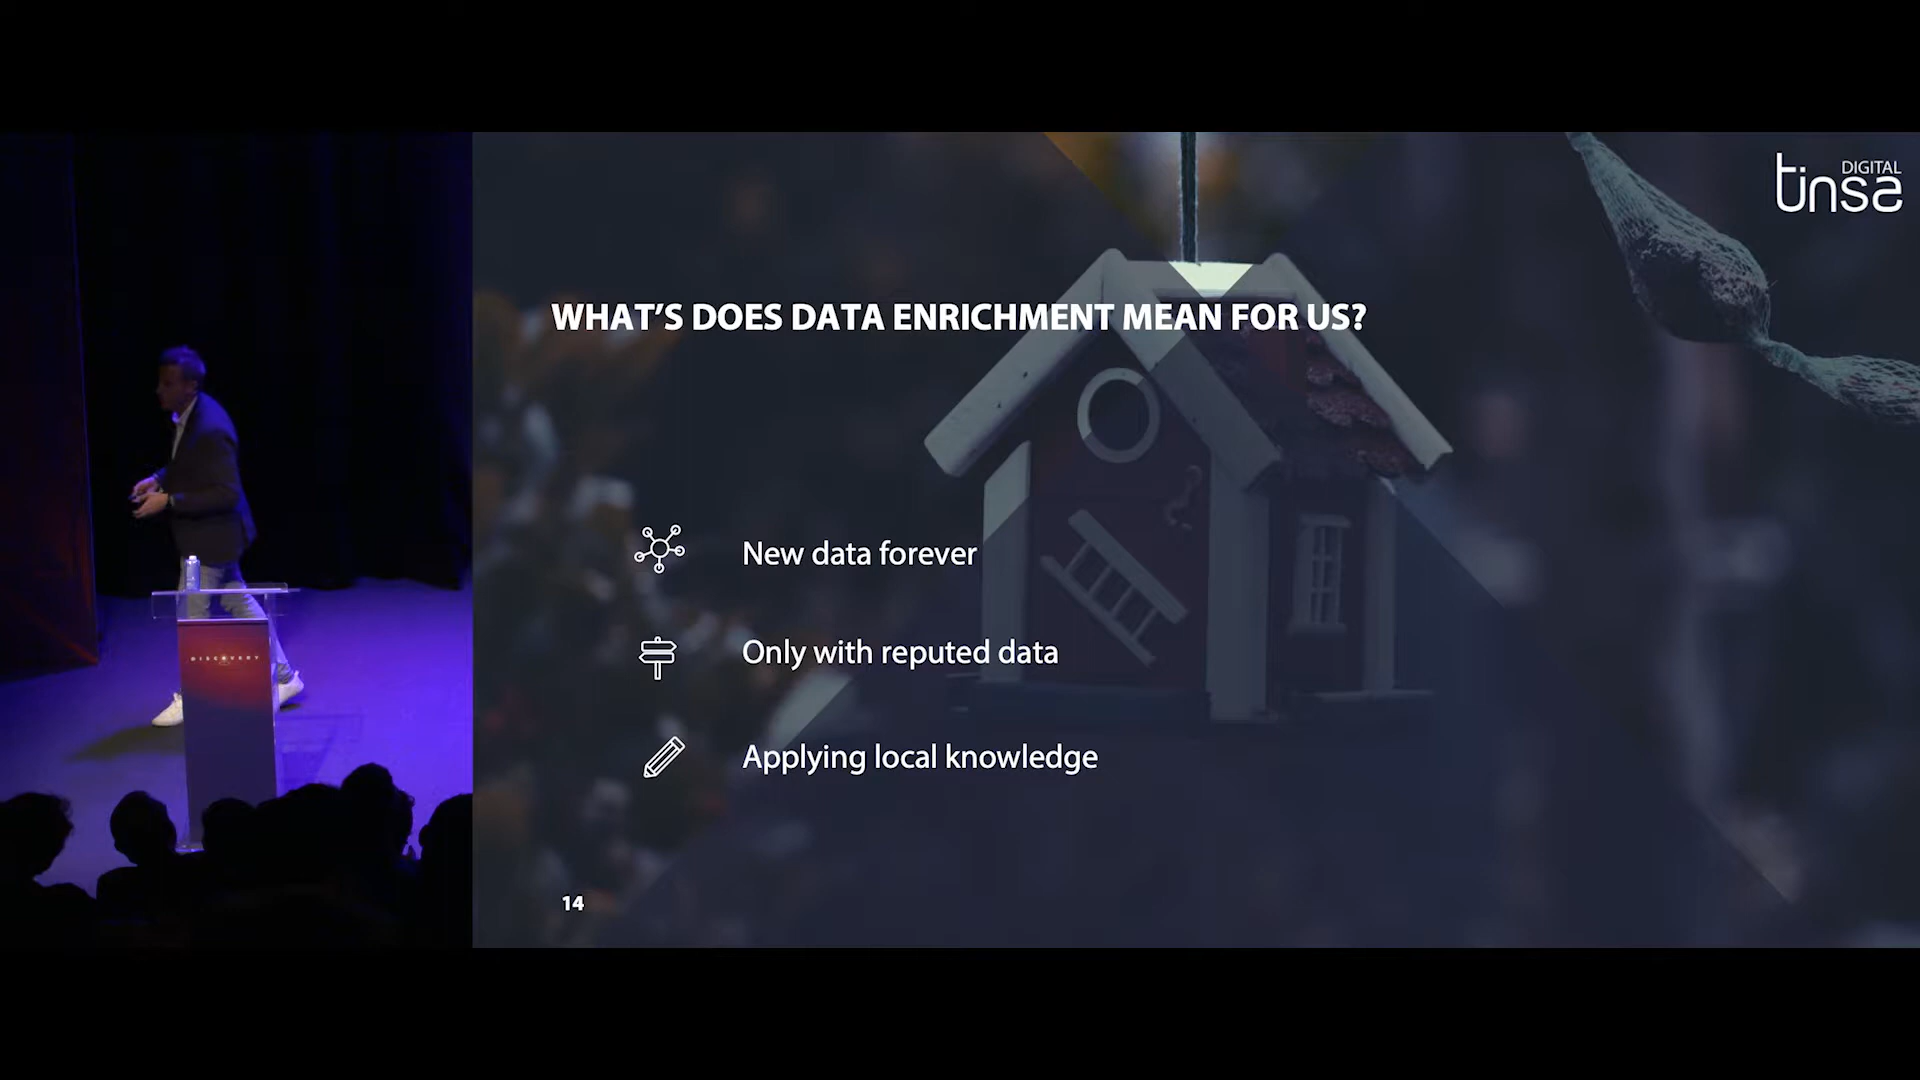 DIGITAL
tinsa
WHAT'S DOES DATA ENRICHMENT MEAN FOR US?
New data forever
Only with reputed data
Applying local knowledge
DISCOVERY
14